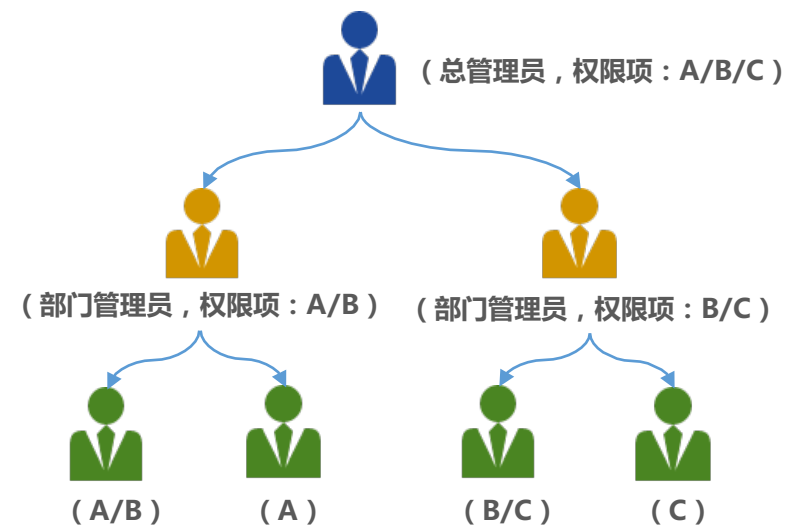 （总管理员，权限项：A/B/C）
（部门管理员，权限项：A/B）
（部门管理员，权限项：B/C）
（A/B）
（A）
（B/C）
（C）